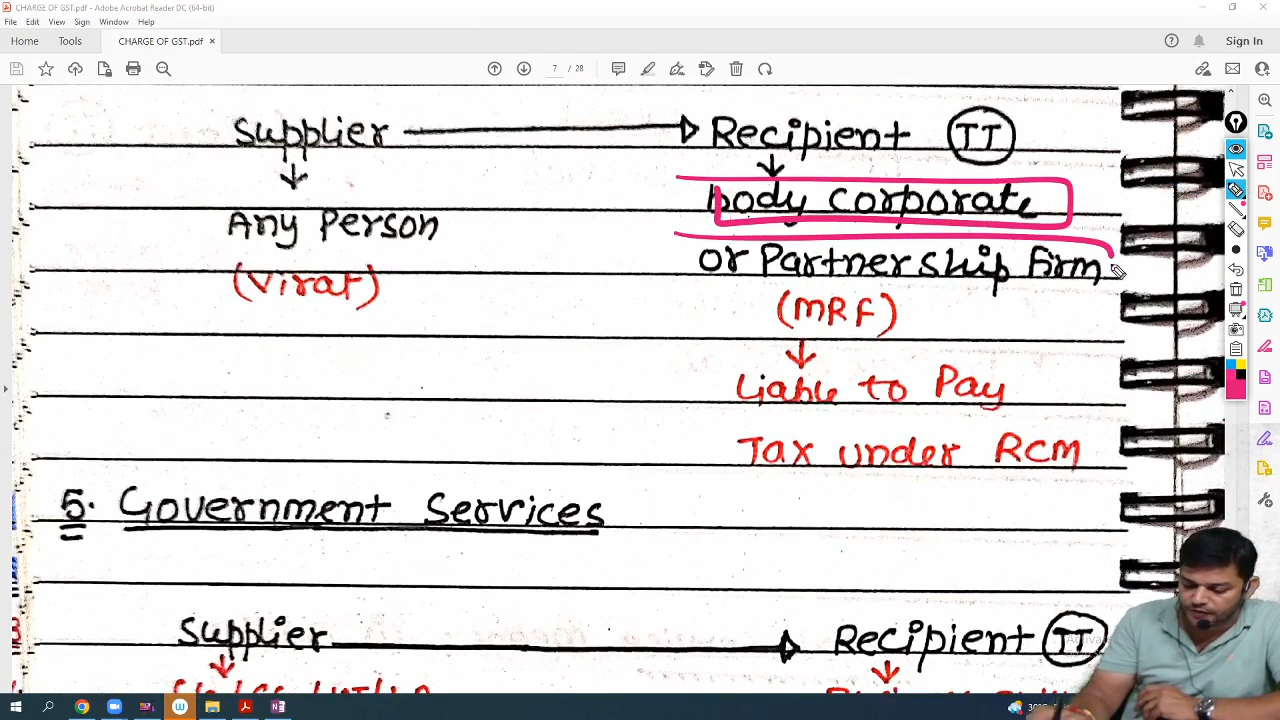 CHARGE OF GST.pdf - Adobe Acrobat Reader DC (64-bit)
File Edit View Sign Window Help
Home Tools CHARGE OF GST.pdf × Sign In
7 / 28
Supplier Recipient TT
Any Person body corporate
or Partnership Firm
(Virat) (MRF)
Liable to Pay
Tax under RCM
5. Government Services
Supplier Recipient TT